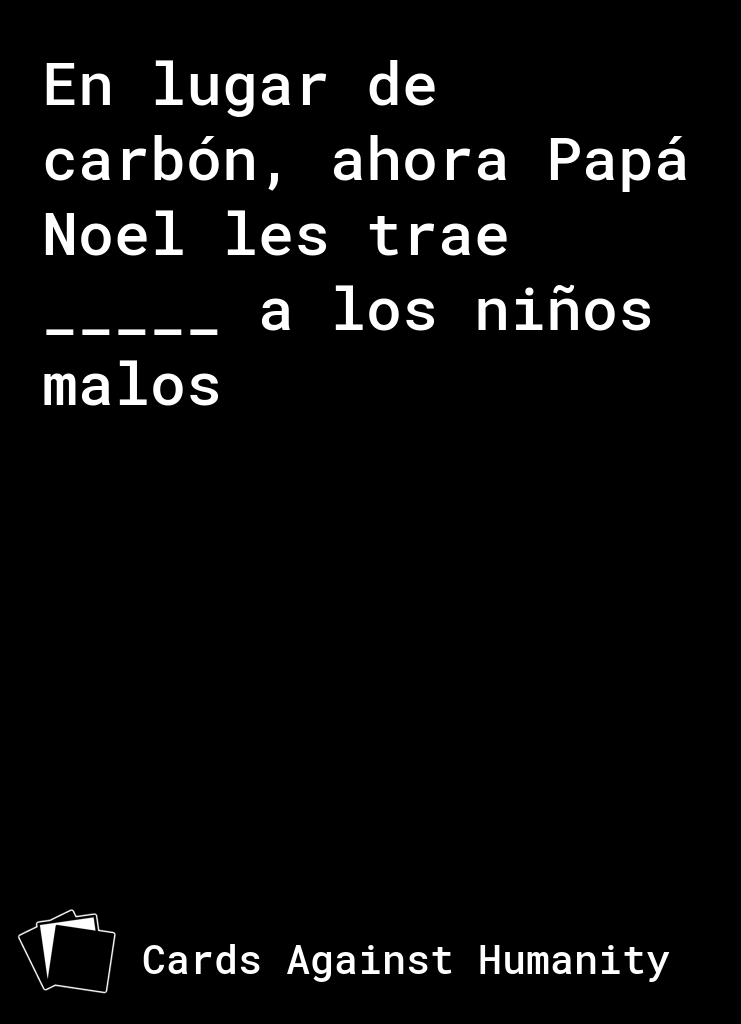 En lugar de
carbón, ahora Papá
Noel les trae
_____ a los niños
malos
Cards Against Humanity